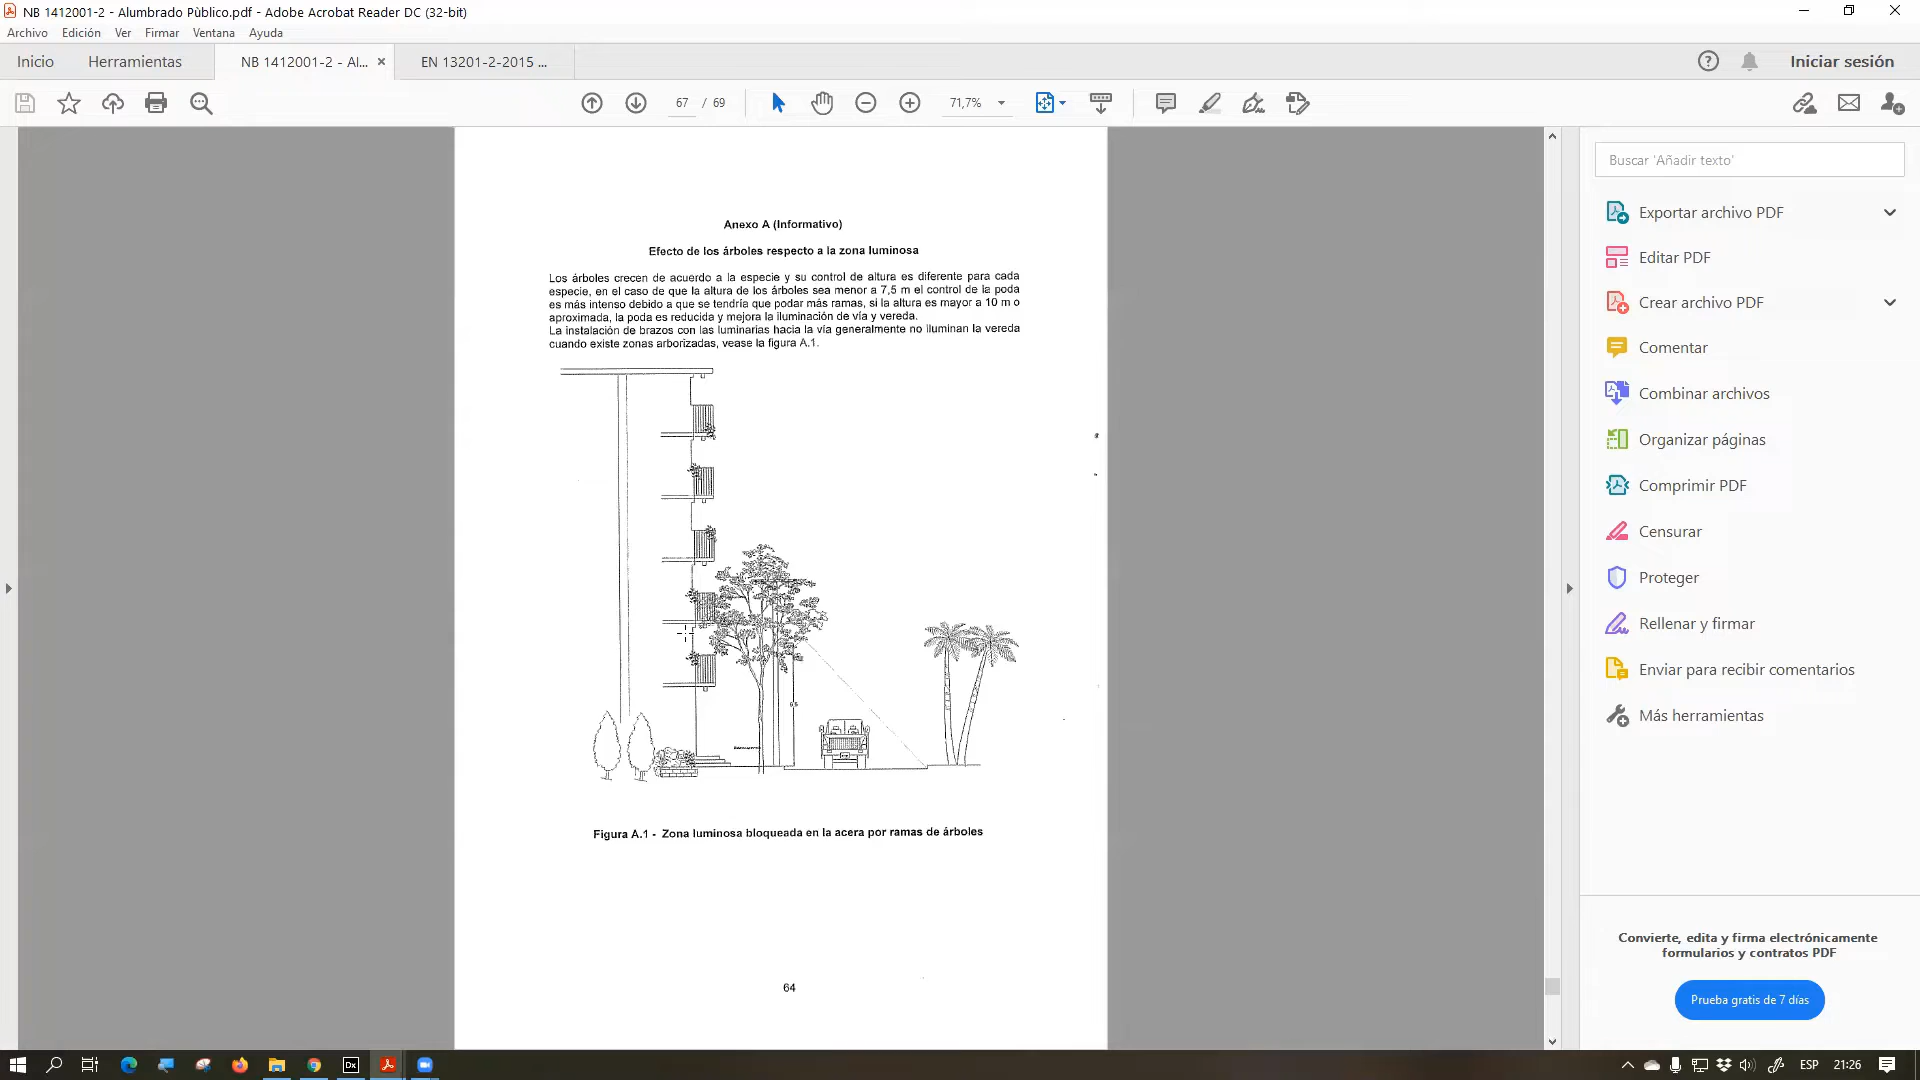 NB 1412001-2 - Alumbrado Pùblico.pdf - Adobe Acrobat Reader DC (32-bit)
Archivo Edición Ver Firmar Ventana Ayuda
Inicio Herramientas NB 1412001-2 - Al... EN 13201-2-2015 ... Iniciar sesión
67 / 69 71,7%
Buscar 'Añadir texto'
Exportar archivo PDF
Editar PDF
Crear archivo PDF
Comentar
Combinar archivos
Organizar páginas
Comprimir PDF
Censurar
Proteger
Rellenar y firmar
Enviar para recibir comentarios
Más herramientas
Convierte, edita y firma electrónicamente
formularios y contratos PDF
Prueba gratis de 7 días
Anexo A (Informativo)
Efecto de los árboles respecto a la zona luminosa
Los árboles crecen de acuerdo a la especie y su control de altura es diferente para cada
especie, en el caso de que la altura de los árboles sea menor a 7,5 m el control de la poda
es más intenso debido a que se tendría que podar más ramas, si la altura es mayor a 10 m o
aproximada, la poda es reducida y mejora la iluminación de vía y vereda.
La instalación de brazos con las luminarias hacia la vía generalmente no iluminan la vereda
cuando existe zonas arborizadas, vease la figura A.1.
Figura A.1 - Zona luminosa bloqueada en la acera por ramas de árboles
64
Dx
ESP 21:26